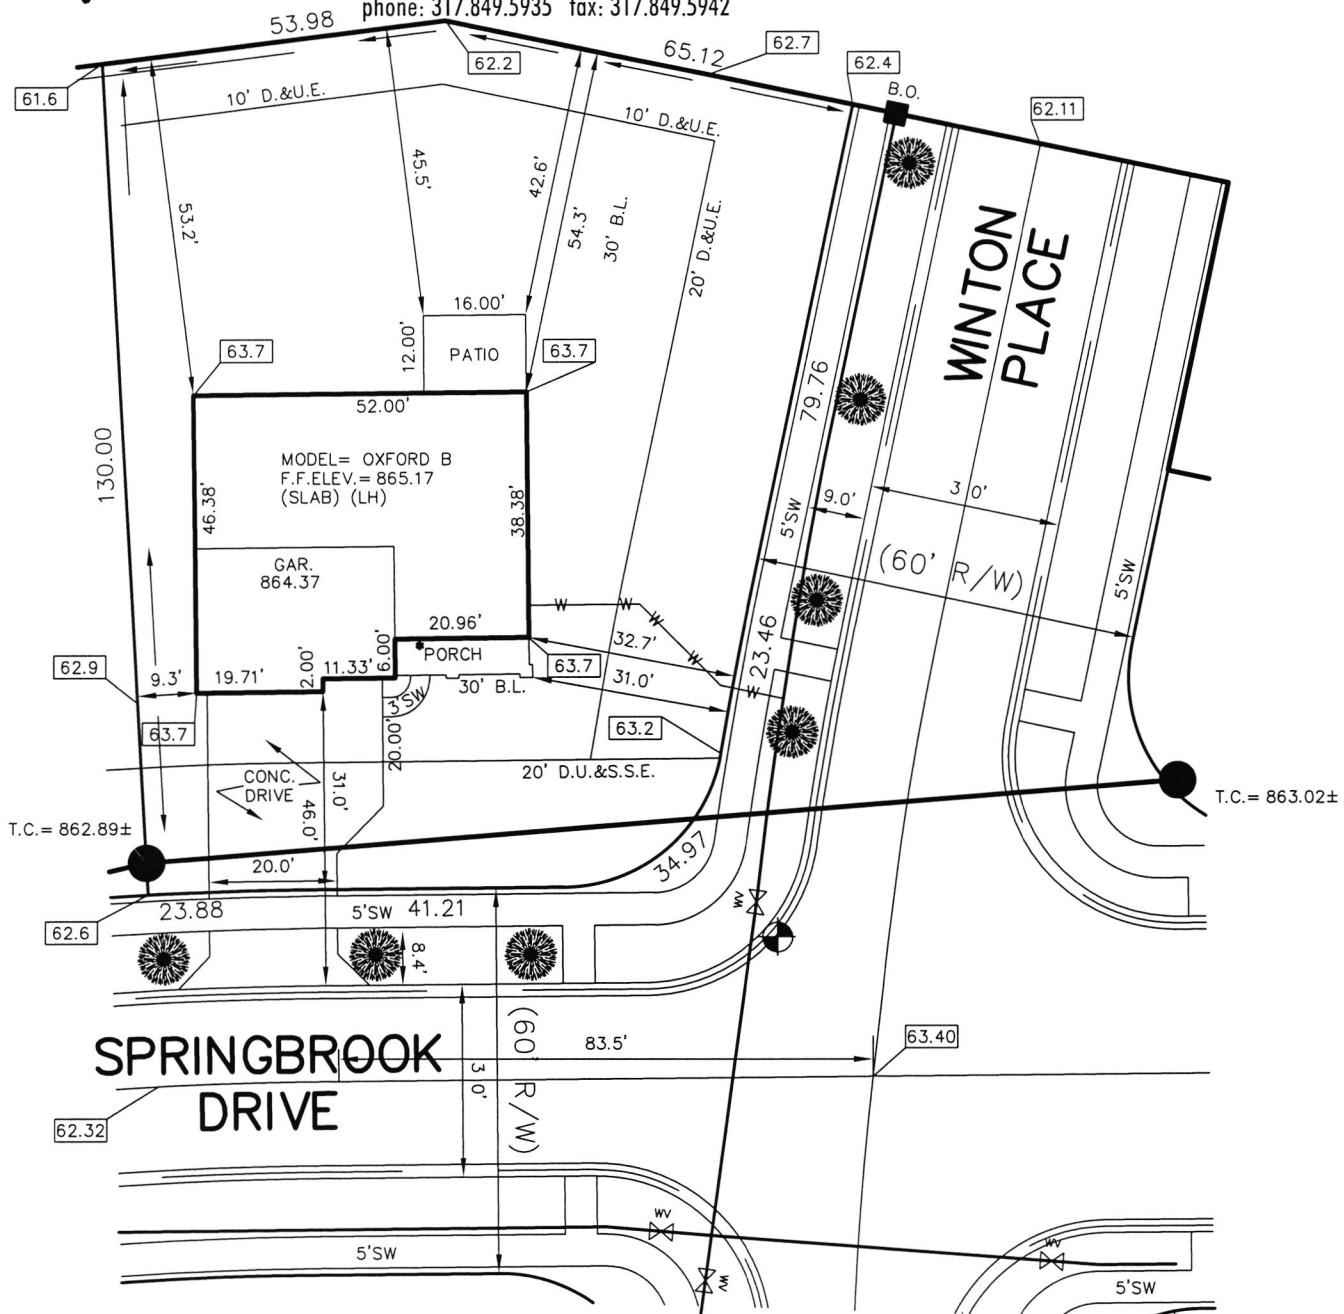 phone: 317.849.5935 fax: 317.849.5942
53.98
65.12
62.7
62.2
62.4
61.6
B.O.
62.11
10' D.&U.E.
10' D.&U.E.
45.5'
42.6'
53.2'
54.3'
30' B.L.
20' D.&U.E.
WINTON
PLACE
16.00'
12.00'
PATIO
63.7
63.7
52.00'
79.76
130.00
MODEL= OXFORD B
F.F.ELEV.= 865.17
(SLAB) (LH)
46.38'
38.38'
5'SW
9.0'
3 0'
(60' R/W)
5'SW
GAR.
864.37
W
W
W
W
W
20.96'
6.00'
PORCH
32.7'
23.46
62.9
9.3'
19.71'
2.00'
11.33'
30' B.L.
63.7
31.0'
3'SW
63.7
63.2
20.00'
CONC.
DRIVE
31.0'
46.0'
20' D.U.&S.S.E.
T.C.= 862.89±
T.C.= 863.02±
20.0'
34.97
23.88
5'SW
41.21
WV
62.6
8.4'
SPRINGBROOK
DRIVE
(60' R/W)
3 0'
83.5'
63.40
62.32
WV
WV
5'SW
WV
5'SW